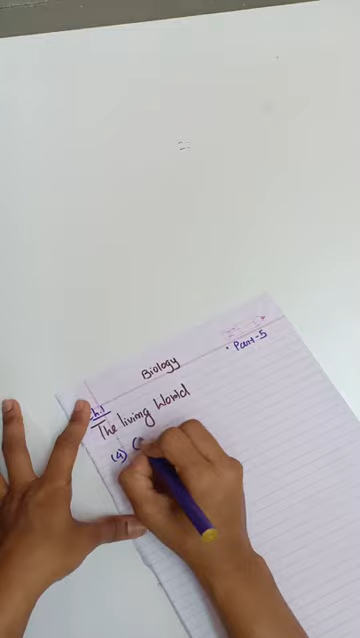 Biology
• Part-5
Ch.1
The living World
(4) C